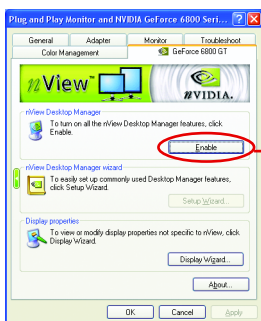 Plug and Play Monitor and NVIDIA GeForce 6800 Seri...
General Adapter Monitor Troubleshoot
Color Management GeForce 6800 GT
nView™
nVIDIA.
nView Desktop Manager
To turn on all the nView Desktop Manager features, click
Enable.
Enable
nView Desktop Manager wizard
To easily set up commonly used Desktop Manager features,
click Setup Wizard.
Setup Wizard...
Display properties
To view or modify display properties not specific to nView, click
Display Wizard.
Display Wizard...
About...
OK Cancel Apply